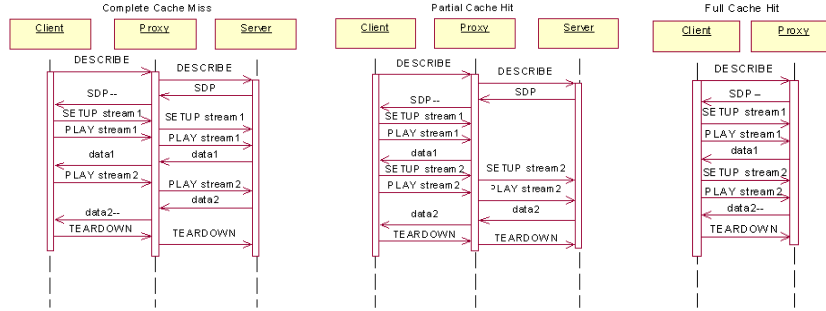 Complete Cache Miss
Client Proxy Server
DESCRIBE
DESCRIBE
SDP
SDP--
SETUP stream1
SETUP stream1
PLAY stream1
PLAY stream1
data1 data1
PLAY stream2
PLAY stream2
data2
data2--
TEARDOWN
TEARDOWN
Partial Cache Hit
Client Proxy Server
DESCRIBE
DESCRIBE
SDP
SDP--
SETUP stream1
PLAY stream1
data1
SETUP stream2
SETUP stream2
PLAY stream2
PLAY stream2
data2 data2
TEARDOWN
TEARDOWN
Full Cache Hit
Client Proxy
DESCRIBE
SDP --
SETUP stream1
PLAY stream1
data1
SETUP stream2
PLAY stream2
data2--
TEARDOWN